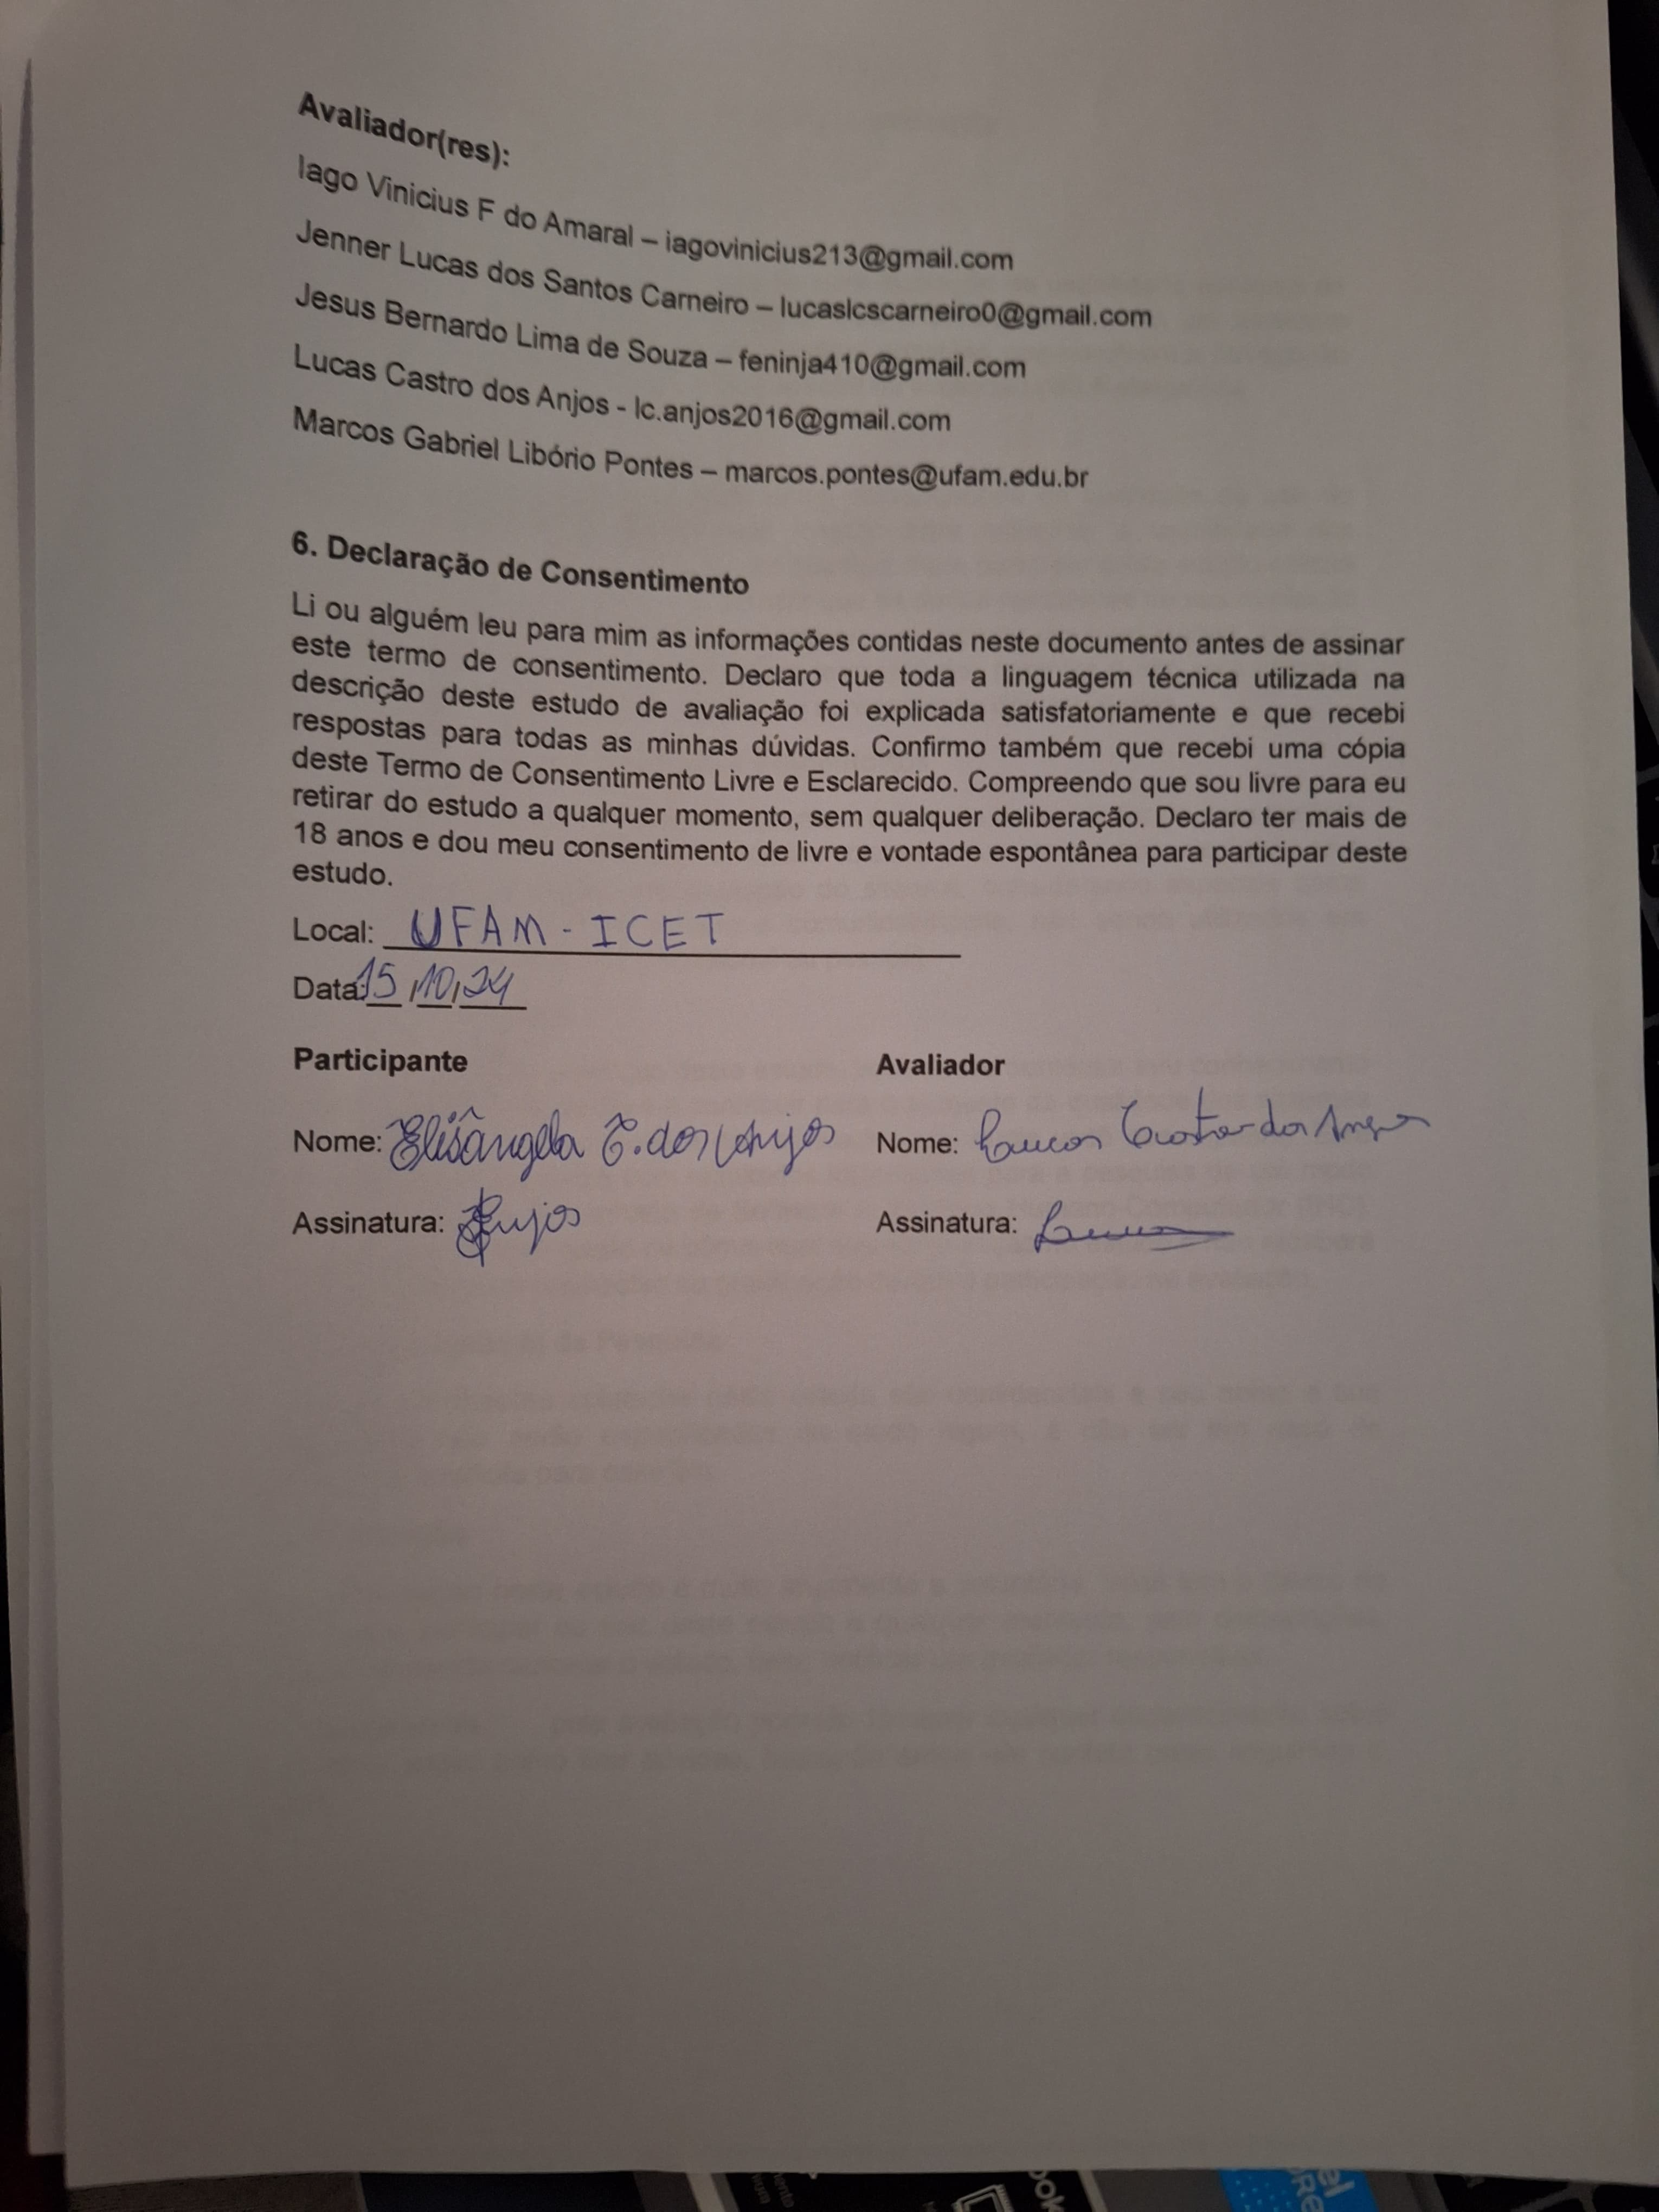 Avaliador(res):
Iago Vinicius F do Amaral – iagovinicius213@gmail.com
Jenner Lucas dos Santos Carneiro – lucaslcscarneiro0@gmail.com
Jesus Bernardo Lima de Souza – feninja410@gmail.com
Lucas Castro dos Anjos - lc.anjos2016@gmail.com
Marcos Gabriel Libório Pontes – marcos.pontes@ufam.edu.br
6. Declaração de Consentimento
Li ou alguém leu para mim as informações contidas neste documento antes de assinar
este termo de consentimento. Declaro que toda a linguagem técnica utilizada na
descrição deste estudo de avaliação foi explicada satisfatoriamente e que recebi
respostas para todas as minhas dúvidas. Confirmo também que recebi uma cópia
deste Termo de Consentimento Livre e Esclarecido. Compreendo que sou livre para eu
retirar do estudo a qualquer momento, sem qualquer deliberação. Declaro ter mais de
18 anos e dou meu consentimento de livre e vontade espontânea para participar deste
estudo.
Local: UFAM - ICET
Data: 15/10/24
Participante Avaliador
Nome: Elisângela C. dos Anjos Nome: Lucas Castro dos Anjos
Assinatura: Anjos Assinatura: Lucas